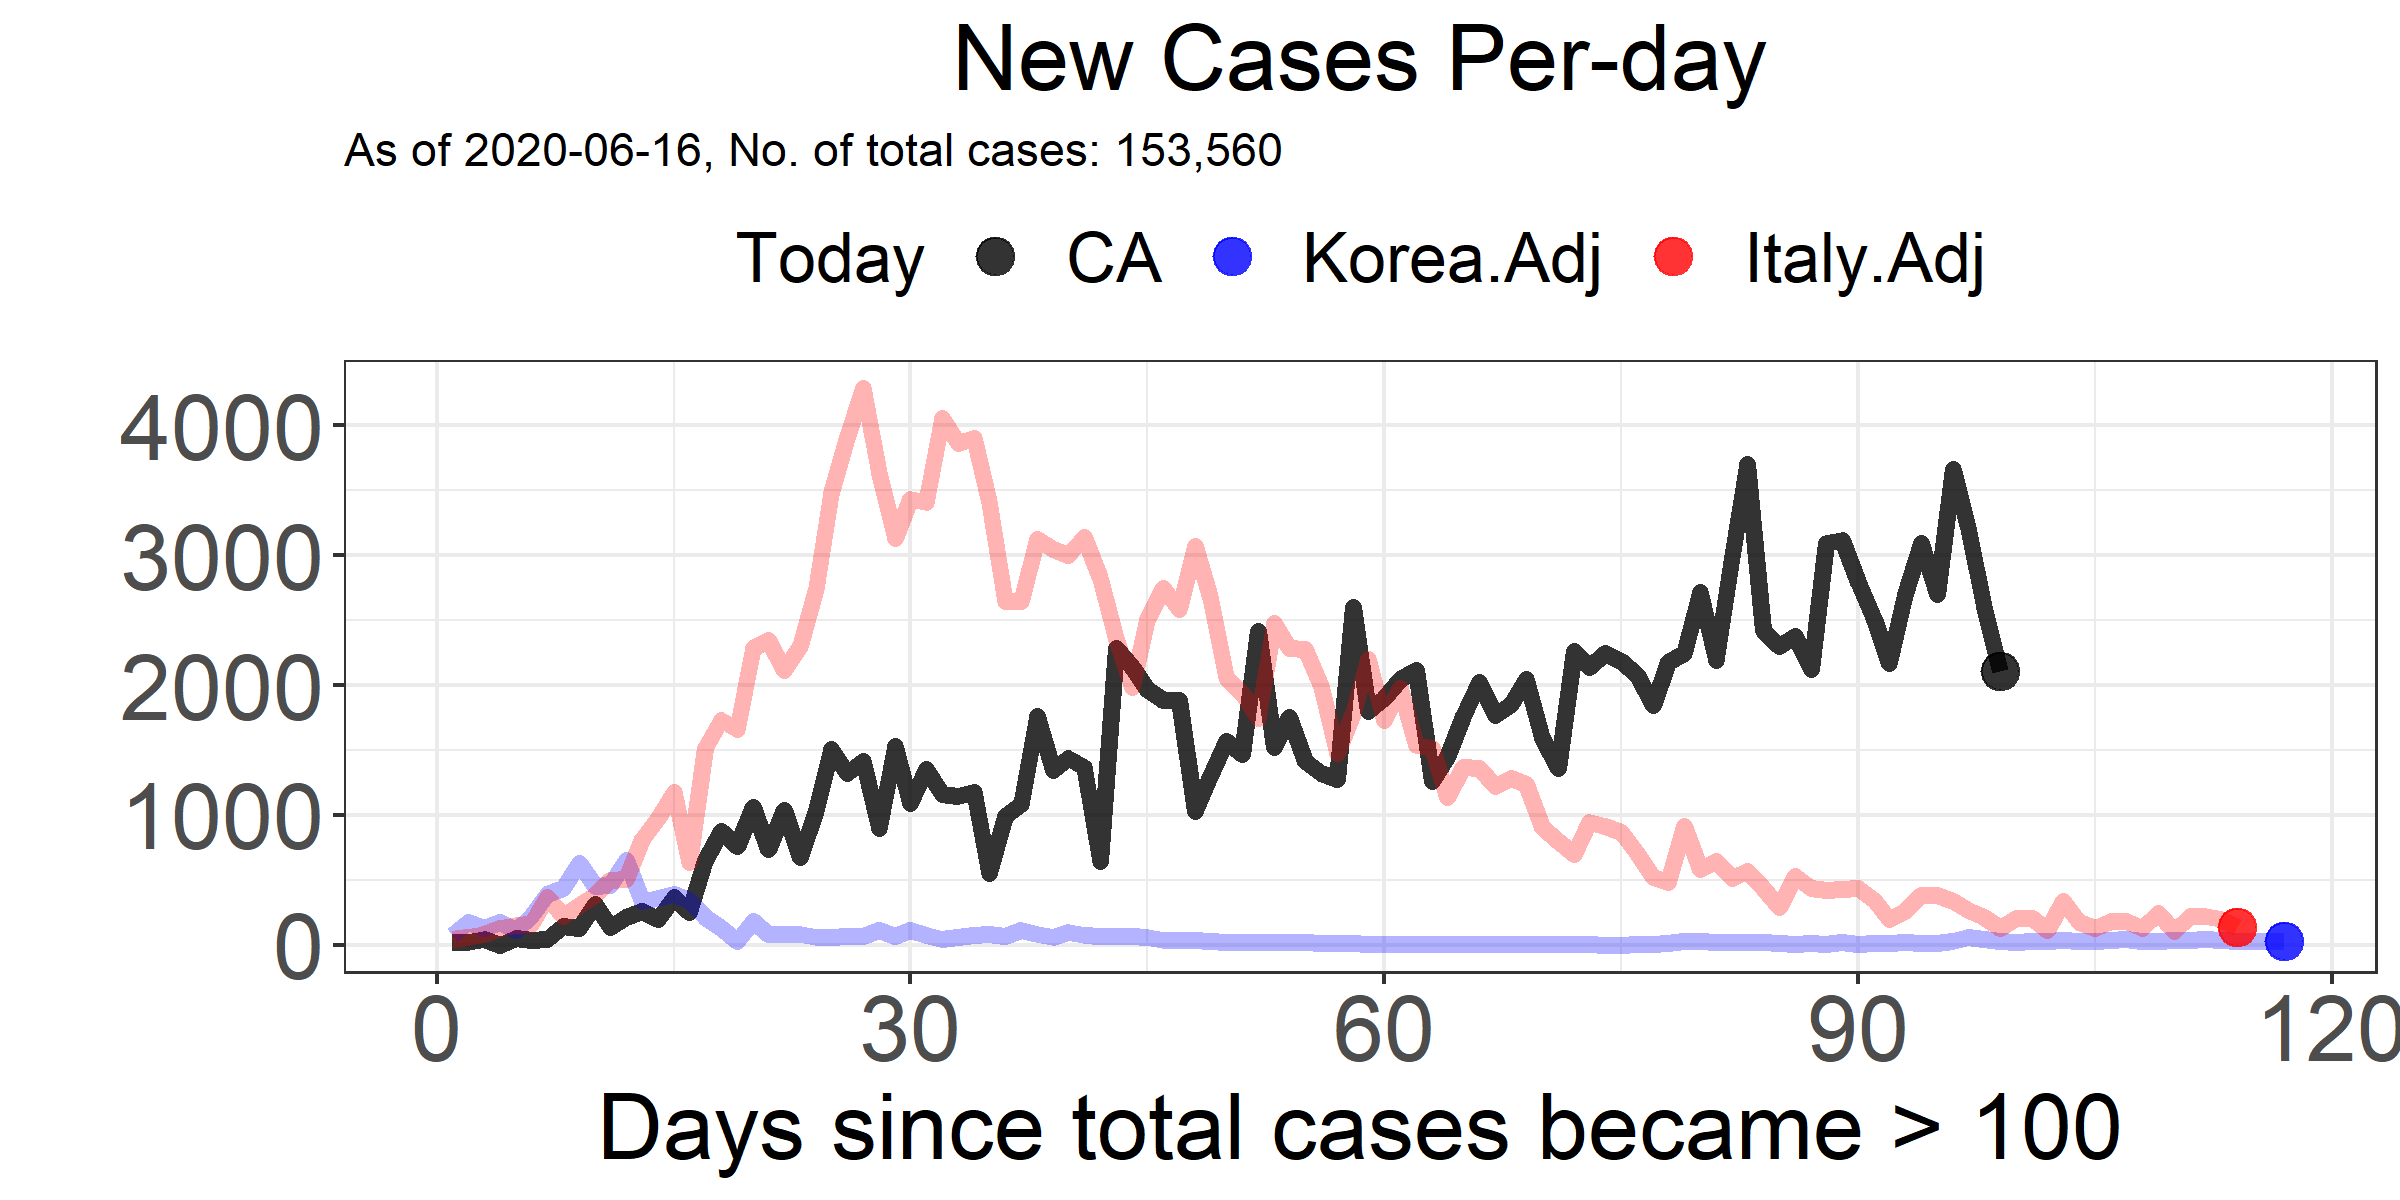 New Cases Per-day
As of 2020-06-16, No. of total cases: 153,560
Today CA Korea.Adj Italy.Adj
4000
3000
2000
1000
0
0 30 60 90 120
Days since total cases became > 100